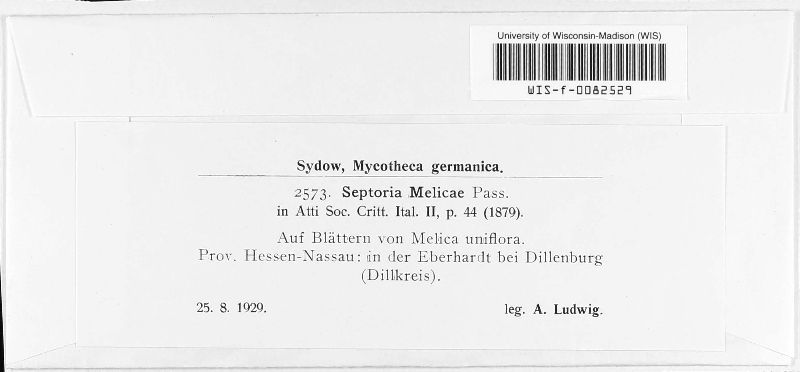 University of Wisconsin-Madison (WIS)
WIS-f-0082529
Sydow, Mycotheca germanica.
2573. Septoria Melicae Pass.
in Atti Soc. Critt. Ital. II, p. 44 (1879).
Auf Blättern von Melica uniflora.
Prov. Hessen-Nassau: in der Eberhardt bei Dillenburg
(Dillkreis).
25. 8. 1929.
leg. A. Ludwig.